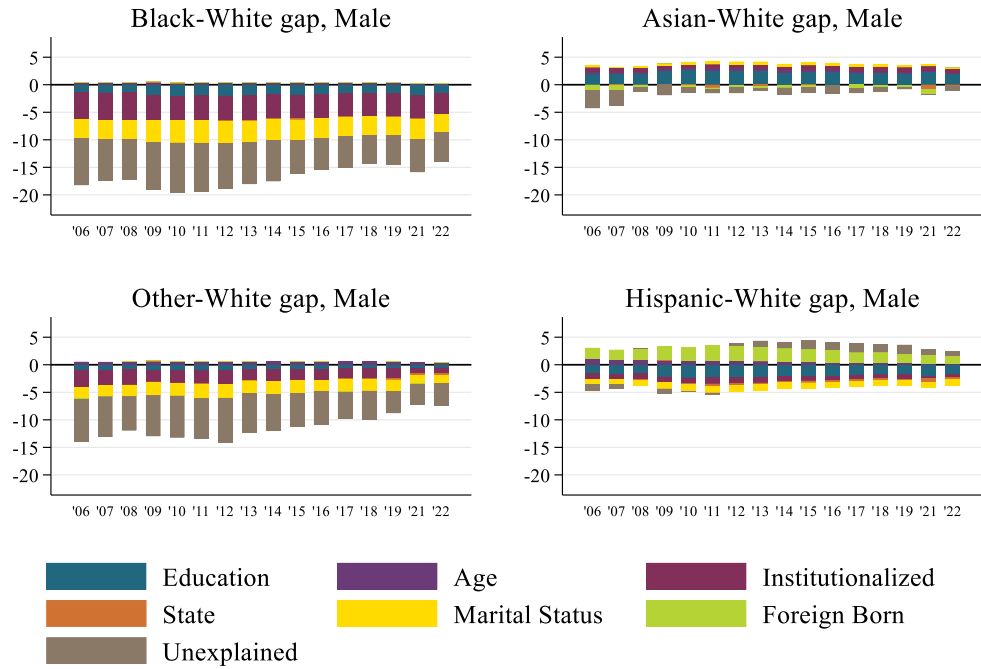 Black-White gap, Male
5
0
-5
-10
-15
-20
'06 '07 '08 '09 '10 '11 '12 '13 '14 '15 '16 '17 '18 '19 '21 '22
Asian-White gap, Male
5
0
-5
-10
-15
-20
'06 '07 '08 '09 '10 '11 '12 '13 '14 '15 '16 '17 '18 '19 '21 '22
Other-White gap, Male
5
0
-5
-10
-15
-20
'06 '07 '08 '09 '10 '11 '12 '13 '14 '15 '16 '17 '18 '19 '21 '22
Hispanic-White gap, Male
5
0
-5
-10
-15
-20
'06 '07 '08 '09 '10 '11 '12 '13 '14 '15 '16 '17 '18 '19 '21 '22
Education Age Institutionalized
State Marital Status Foreign Born
Unexplained